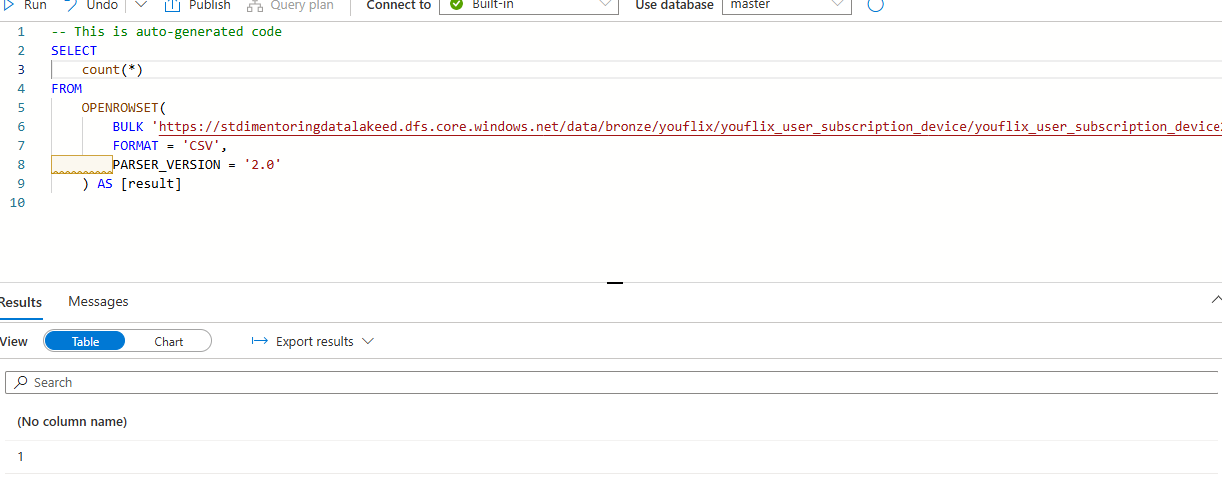 Run Undo Publish Query plan Connect to Built-in Use database master
1 -- This is auto-generated code
2 SELECT
3 count(*)
4 FROM
5 OPENROWSET(
6 BULK 'https://stdimentoringdatalakeed.dfs.core.windows.net/data/bronze/youflix/youflix_user_subscription_device/youflix_user_subscription_device
7 FORMAT = 'CSV',
8 PARSER_VERSION = '2.0'
9 ) AS [result]
10
Results Messages
View Table Chart Export results
Search
(No column name)
1